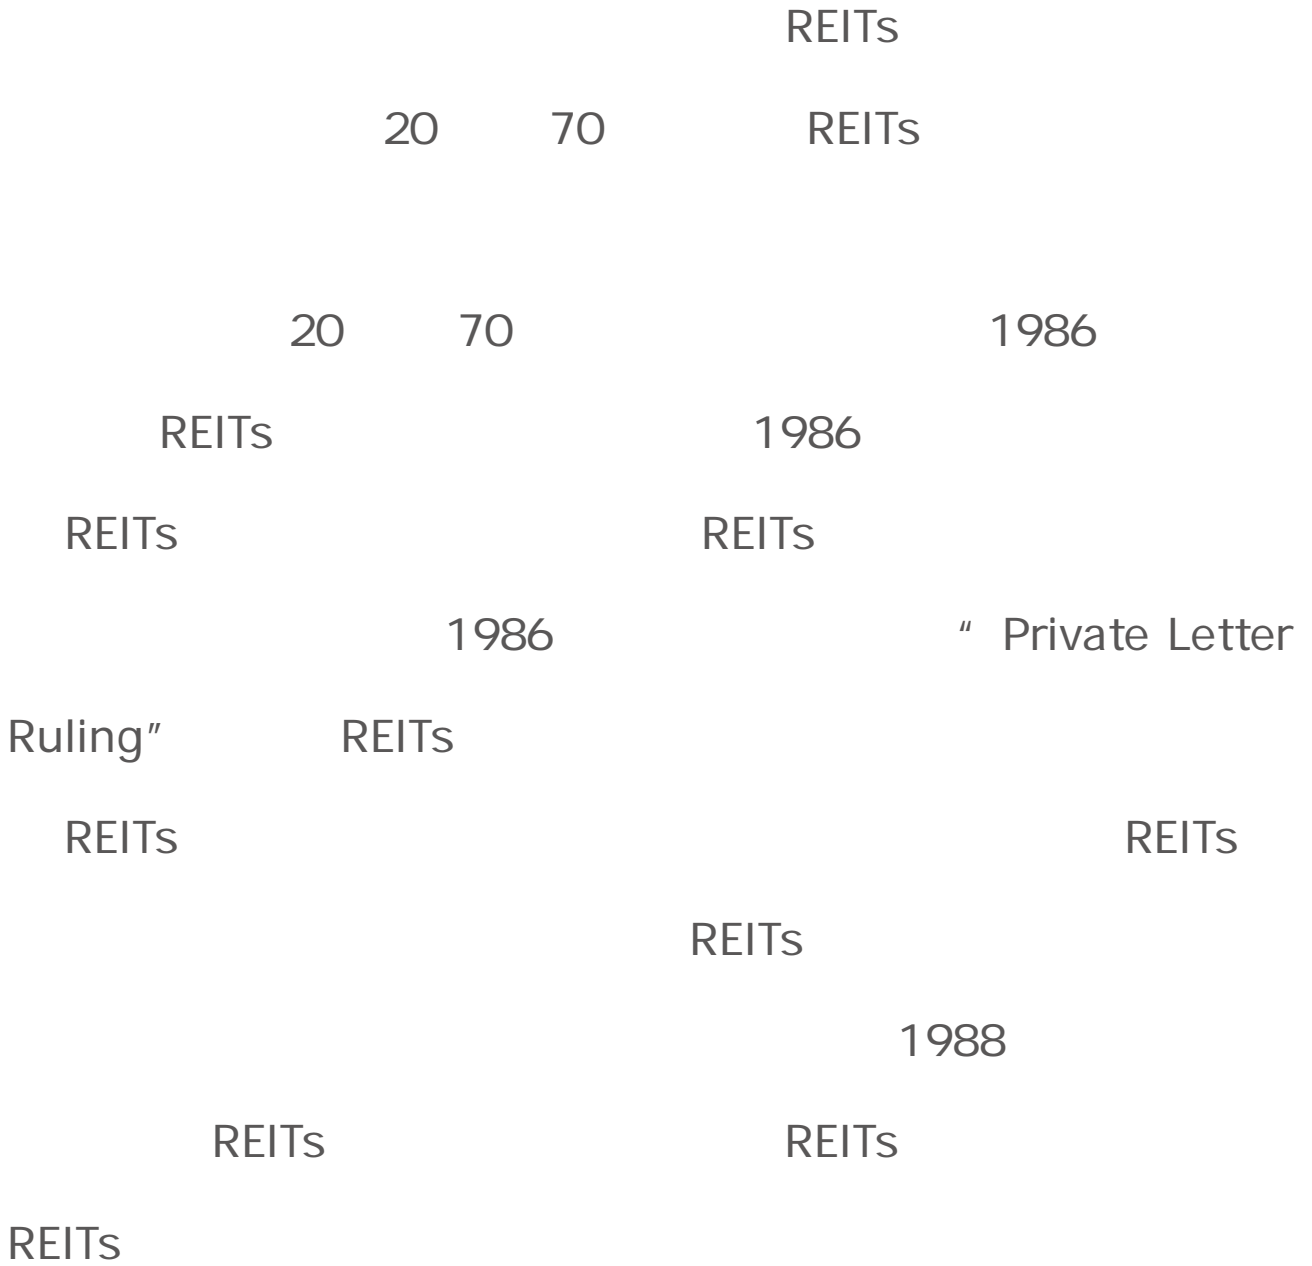 REITs
20 70 REITs
20 70 1986
REITs 1986
REITs REITs
1986 “ Private Letter
Ruling” REITs
REITs REITs
REITs
1988
REITs REITs
REITs